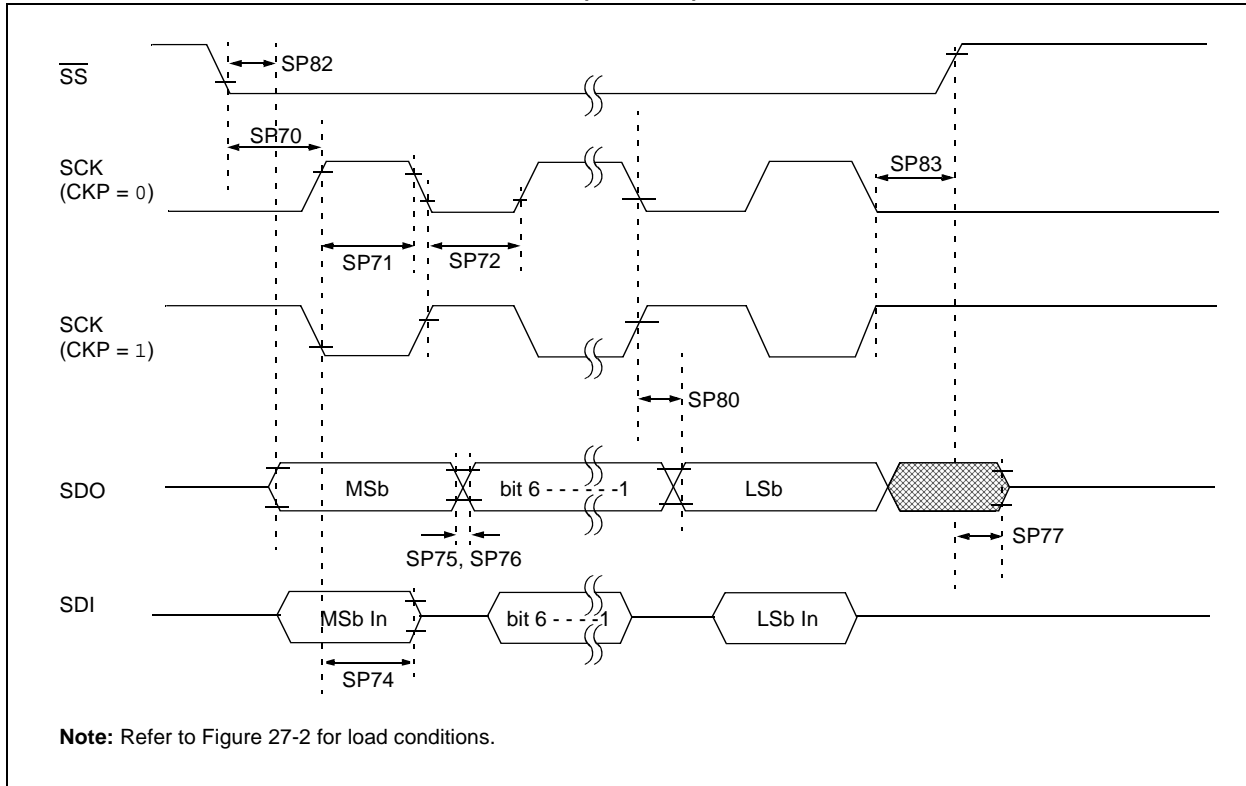 SS
SP82
SP70
SCK
(CKP = 0)
SP83
SP71
SP72
SCK
(CKP = 1)
SP80
SDO
MSb
bit 6 - - - - - -1
LSb
SP75, SP76
SP77
SDI
MSb In
bit 6 - - - -1
LSb In
SP74
Note: Refer to Figure 27-2 for load conditions.